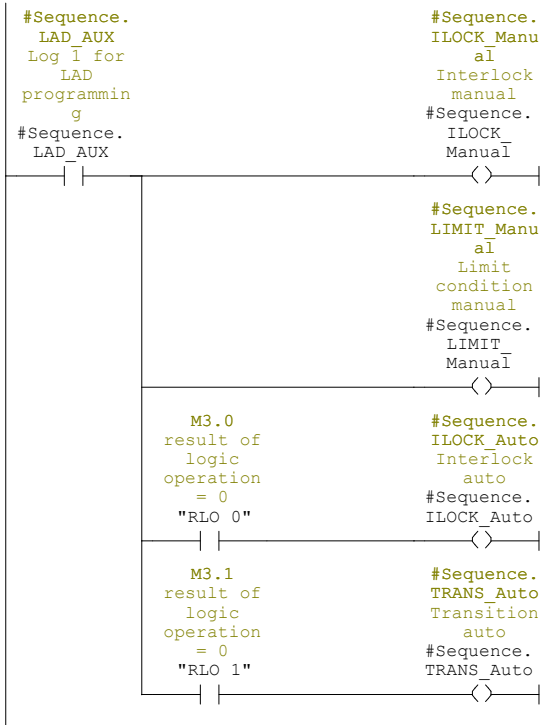 #Sequence.
LAD_AUX
Log 1 for
LAD
programmin
g
#Sequence.
LAD_AUX
#Sequence.
ILOCK_Manu
al
Interlock
manual
#Sequence.
ILOCK_
Manual
#Sequence.
LIMIT_Manu
al
Limit
condition
manual
#Sequence.
LIMIT_
Manual
M3.0
result of
logic
operation
= 0
"RLO 0"
#Sequence.
ILOCK_Auto
Interlock
auto
#Sequence.
ILOCK_Auto
M3.1
result of
logic
operation
= 0
"RLO 1"
#Sequence.
TRANS_Auto
Transition
auto
#Sequence.
TRANS_Auto